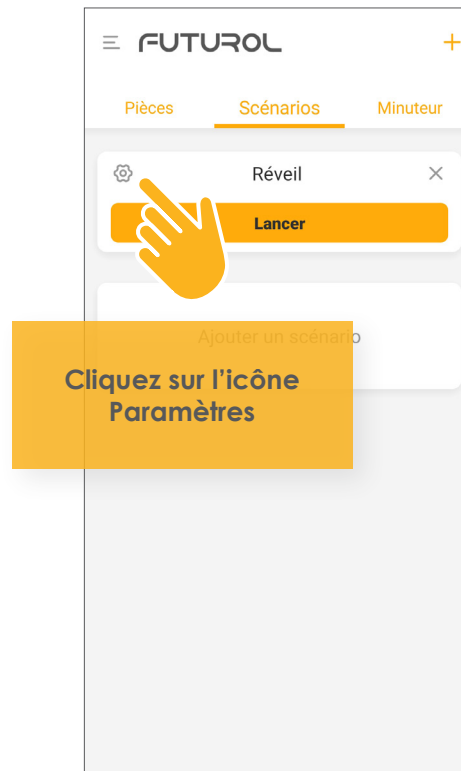 FUTUROL
Pièces Scénarios Minuteur
Réveil
Lancer
Ajouter un scénario
Cliquez sur l’icône
Paramètres